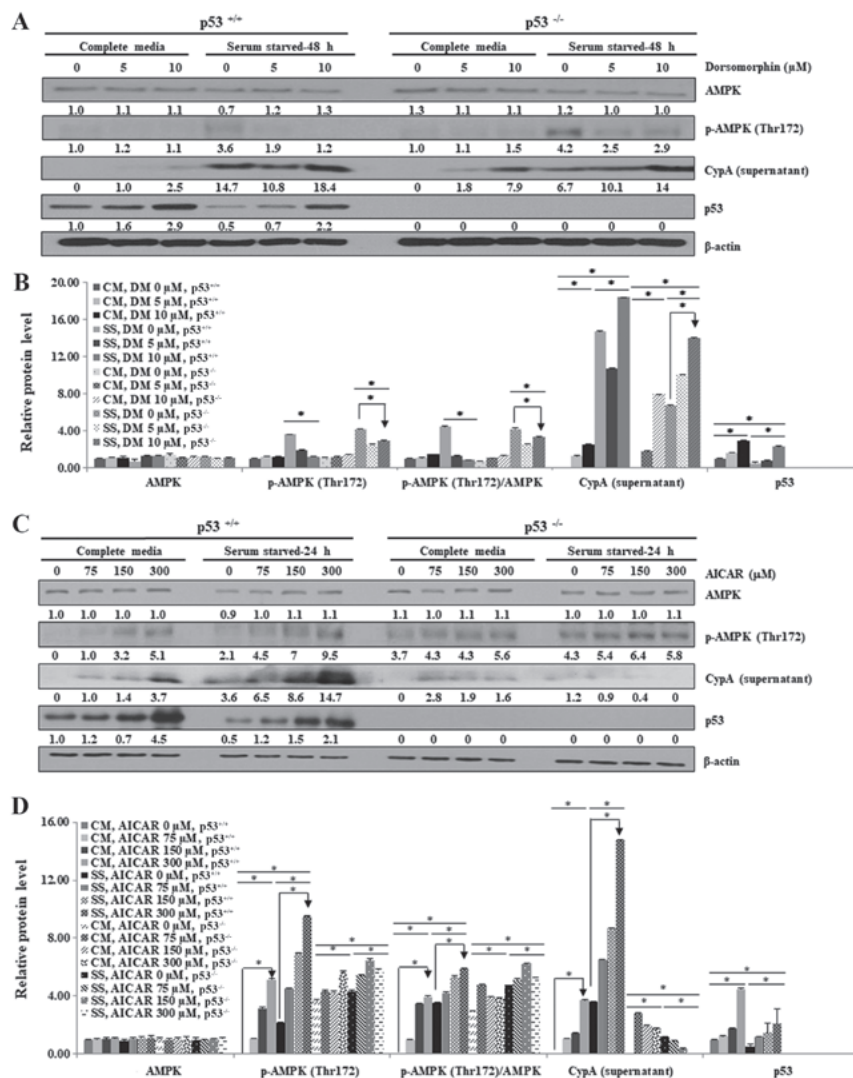 A
p53 +/+ p53 -/-
Complete media Serum starved-48 h Complete media Serum starved-48 h
0 5 10 0 5 10 0 5 10 0 5 10 Dorsomorphin (µM)
AMPK
1.0 1.1 1.1 0.7 1.2 1.3 1.3 1.1 1.1 1.2 1.0 1.0
p-AMPK (Thr172)
1.0 1.2 1.1 3.6 1.9 1.2 1.0 1.1 1.5 4.2 2.5 2.9
CypA (supernatant)
0 1.0 2.5 14.7 10.8 18.4 0 1.8 7.9 6.7 10.1 14
p53
1.0 1.6 2.9 0.5 0.7 2.2 0 0 0 0 0 0
β-actin
B
Relative protein level
20.00
16.00
12.00
8.00
4.00
0.00
CM, DM 0 µM, p53+/+
CM, DM 5 µM, p53+/+
CM, DM 10 µM, p53+/+
SS, DM 0 µM, p53+/+
SS, DM 5 µM, p53+/+
SS, DM 10 µM, p53+/+
CM, DM 0 µM, p53-/-
CM, DM 5 µM, p53-/-
CM, DM 10 µM, p53-/-
SS, DM 0 µM, p53-/-
SS, DM 5 µM, p53-/-
SS, DM 10 µM, p53-/-
AMPK p-AMPK (Thr172) p-AMPK (Thr172)/AMPK CypA (supernatant) p53
C
p53 +/+ p53 -/-
Complete media Serum starved-24 h Complete media Serum starved-24 h
0 75 150 300 0 75 150 300 0 75 150 300 0 75 150 300 AICAR (µM)
AMPK
1.0 1.0 1.0 1.0 0.9 1.0 1.1 1.1 1.1 1.0 1.1 1.1 1.0 1.0 1.0 1.1
p-AMPK (Thr172)
0 1.0 3.2 5.1 2.1 4.5 7 9.5 3.7 4.3 4.3 5.6 4.3 5.4 6.4 5.8
CypA (supernatant)
0 1.0 1.4 3.7 3.6 6.5 8.6 14.7 0 2.8 1.9 1.6 1.2 0.9 0.4 0
p53
1.0 1.2 0.7 4.5 0.5 1.2 1.5 2.1 0 0 0 0 0 0 0 0
β-actin
D
Relative protein level
16.00
12.00
8.00
4.00
0.00
CM, AICAR 0 µM, p53+/+
CM, AICAR 75 µM, p53+/+
CM, AICAR 150 µM, p53+/+
CM, AICAR 300 µM, p53+/+
SS, AICAR 0 µM, p53+/+
SS, AICAR 75 µM, p53+/+
SS, AICAR 150 µM, p53+/+
SS, AICAR 300 µM, p53+/+
CM, AICAR 0 µM, p53-/-
CM, AICAR 75 µM, p53-/-
CM, AICAR 150 µM, p53-/-
CM, AICAR 300 µM, p53-/-
SS, AICAR 0 µM, p53-/-
SS, AICAR 75 µM, p53-/-
SS, AICAR 150 µM, p53-/-
SS, AICAR 300 µM, p53-/-
AMPK p-AMPK (Thr172) p-AMPK (Thr172)/AMPK CypA (supernatant) p53